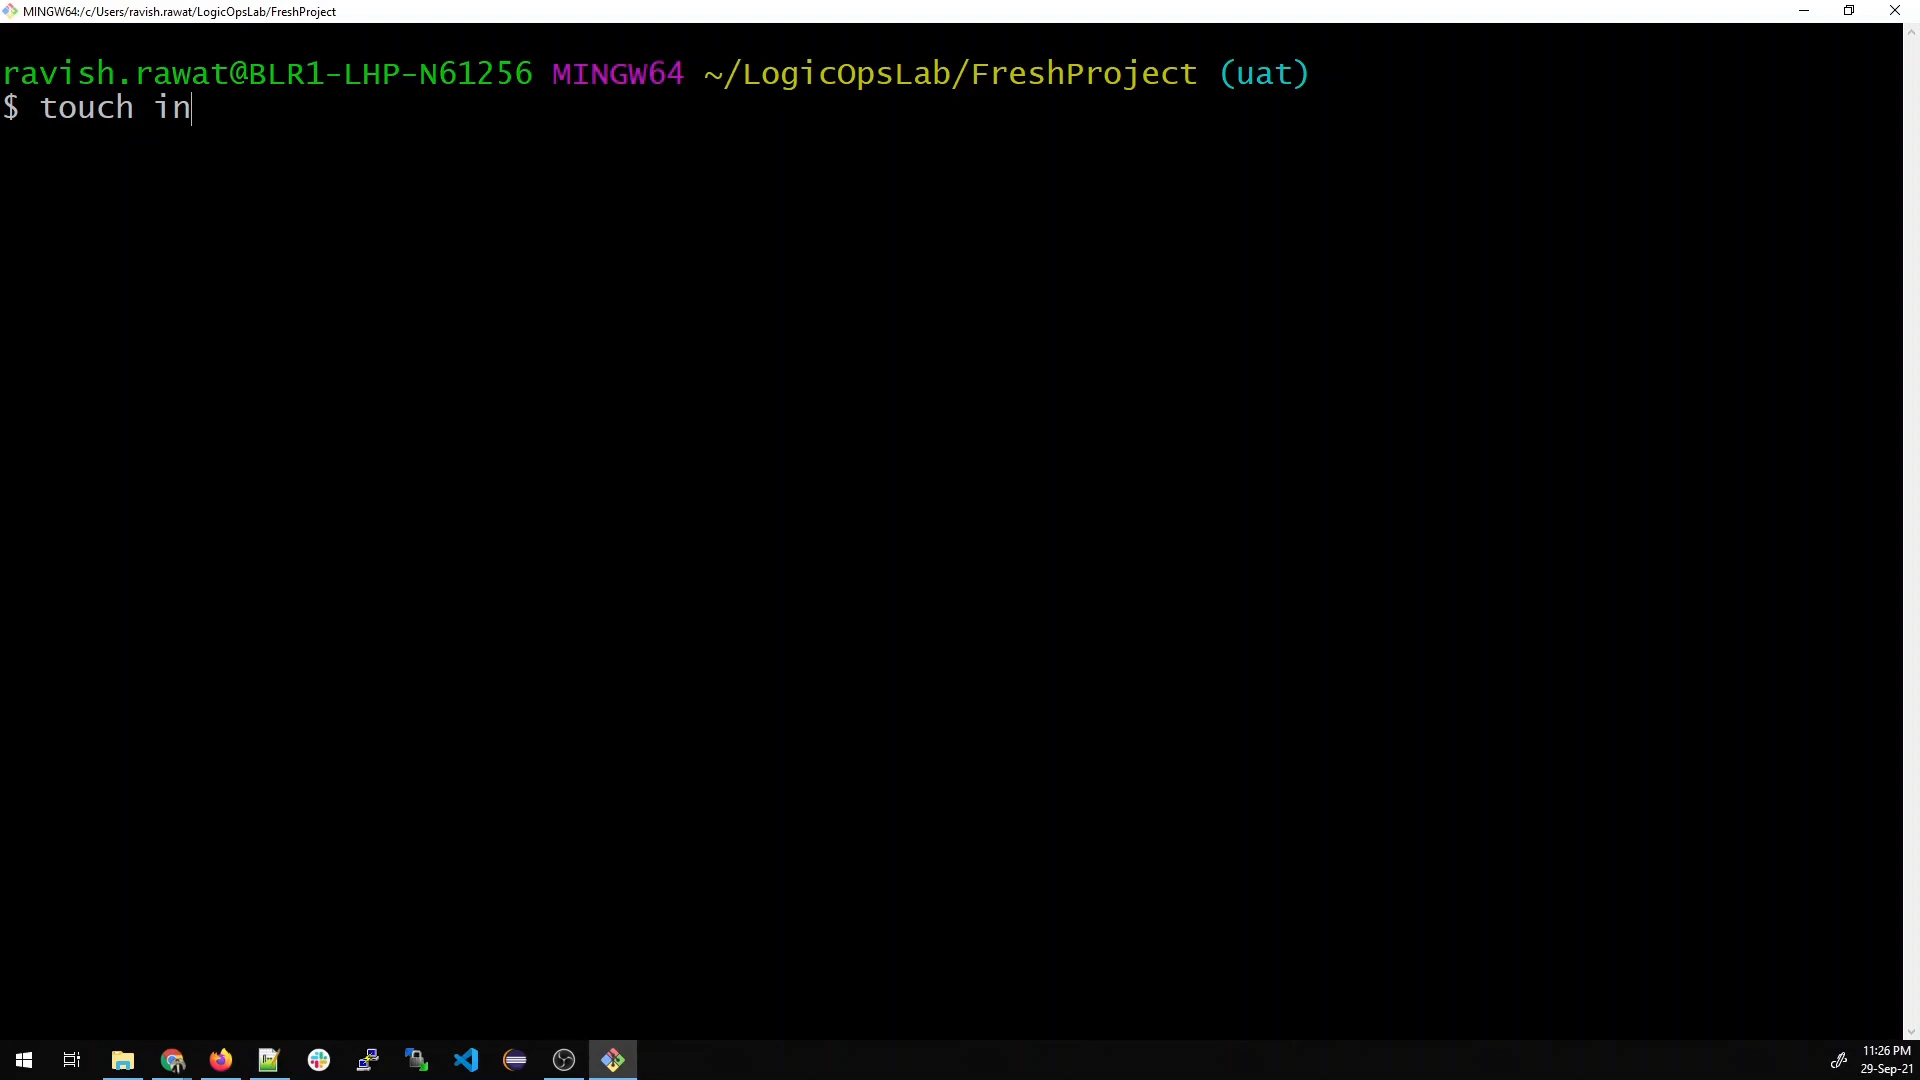 MINGW64:/c/Users/ravish.rawat/LogicOpsLab/FreshProject
ravish.rawat@BLR1-LHP-N61256 MINGW64 ~/LogicOpsLab/FreshProject (uat)
$ touch in
11:26 PM
29-Sep-21